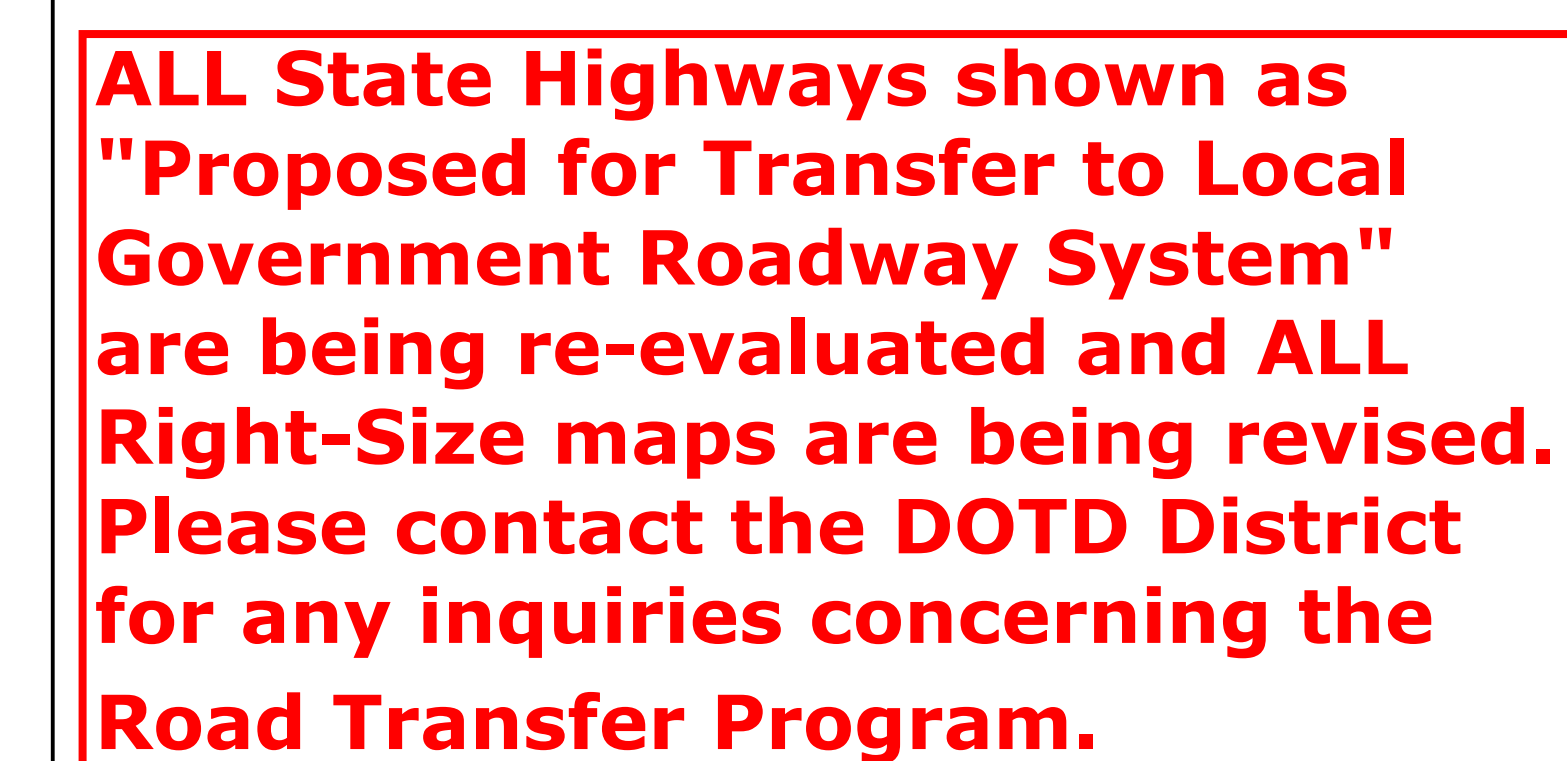 ALL State Highways shown as
"Proposed for Transfer to Local
Government Roadway System"
are being re-evaluated and ALL
Right-Size maps are being revised.
Please contact the DOTD District
for any inquiries concerning the
Road Transfer Program.